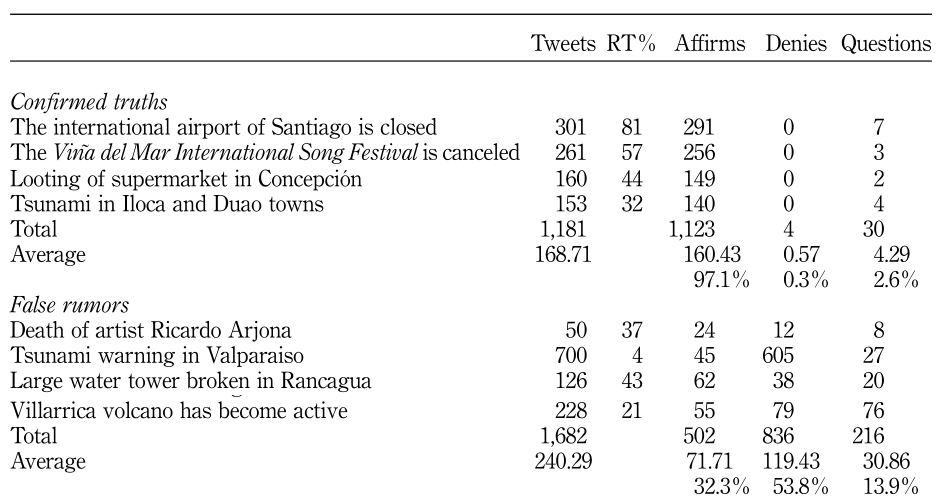 Tweets RT% Affirms Denies Questions
Confirmed truths
The international airport of Santiago is closed 301 81 291 0 7
The Viña del Mar International Song Festival is canceled 261 57 256 0 3
Looting of supermarket in Concepción 160 44 149 0 2
Tsunami in Iloca and Duao towns 153 32 140 0 4
Total 1,181 1,123 4 30
Average 168.71 160.43 0.57 4.29
97.1% 0.3% 2.6%
False rumors
Death of artist Ricardo Arjona 50 37 24 12 8
Tsunami warning in Valparaiso 700 4 45 605 27
Large water tower broken in Rancagua 126 43 62 38 20
Villarrica volcano has become active 228 21 55 79 76
Total 1,682 502 836 216
Average 240.29 71.71 119.43 30.86
32.3% 53.8% 13.9%